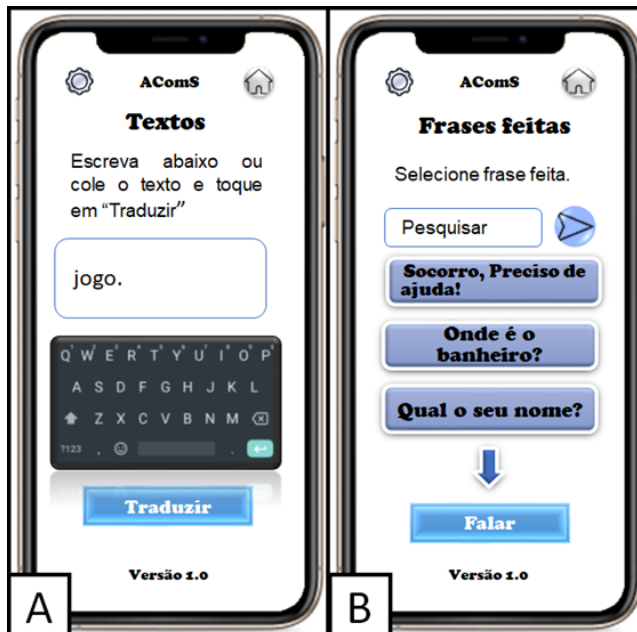 AComS
Textos
Escreva abaixo ou
cole o texto e toque
em “Traduzir”
jogo.
Q W E R T Y U I O P
A S D F G H J K L
Z X C V B N M
?123 , .
Traduzir
Versão 1.0
A
AComS
Frases feitas
Selecione frase feita.
Pesquisar
Socorro, Preciso de
ajuda!
Onde é o
banheiro?
Qual o seu nome?
Falar
Versão 1.0
B